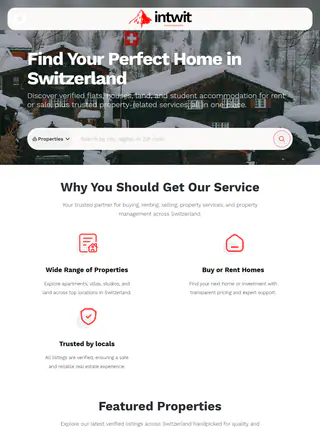 intwit
Find Your Perfect Home in
Switzerland
Discover verified flats, houses, land, and student accommodation for rent
or sale plus trusted property-related services, all in one place.
Properties
Search by city, region, or ZIP code
Why You Should Get Our Service
Your trusted partner for buying, renting, selling, property services, and property
management across Switzerland.
Wide Range of Properties
Explore apartments, villas, studios, and
land across top locations in Switzerland.
Buy or Rent Homes
Find your next home or investment with
transparent pricing and expert support.
Trusted by locals
All listings are verified, ensuring a safe
and reliable real estate experience.
Featured Properties
Explore our latest verified listings across Switzerland handpicked for quality and